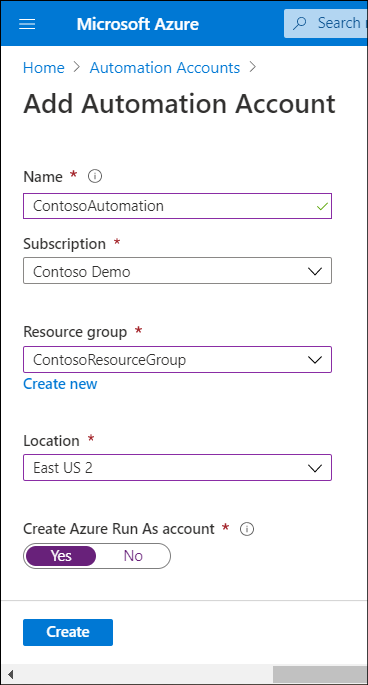 Microsoft Azure
Search
Home > Automation Accounts >
Add Automation Account
Name *
ContosoAutomation
Subscription *
Contoso Demo
Resource group *
ContosoResourceGroup
Create new
Location *
East US 2
Create Azure Run As account *
Yes No
Create